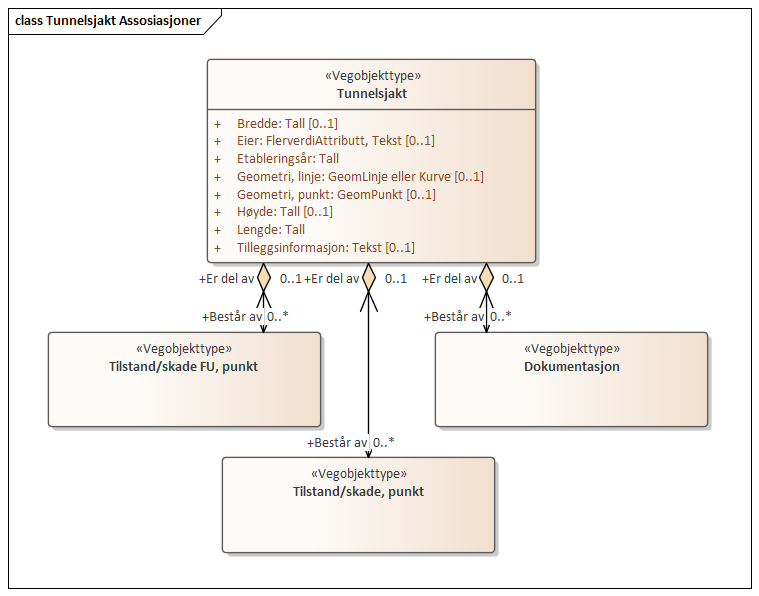 class Tunnelsjakt Assosiasjoner
«Vegobjekttype»
Tunnelsjakt
+ Bredde: Tall [0..1]
+ Eier: FlerverdiAttributt, Tekst [0..1]
+ Etableringsår: Tall
+ Geometri, linje: GeomLinje eller Kurve [0..1]
+ Geometri, punkt: GeomPunkt [0..1]
+ Høyde: Tall [0..1]
+ Lengde: Tall
+ Tilleggsinformasjon: Tekst [0..1]
+Er del av 0..1 +Er del av 0..1 +Er del av 0..1
+Består av 0..* +Består av 0..*
«Vegobjekttype»
Tilstand/skade FU, punkt
«Vegobjekttype»
Dokumentasjon
+Består av 0..*
«Vegobjekttype»
Tilstand/skade, punkt